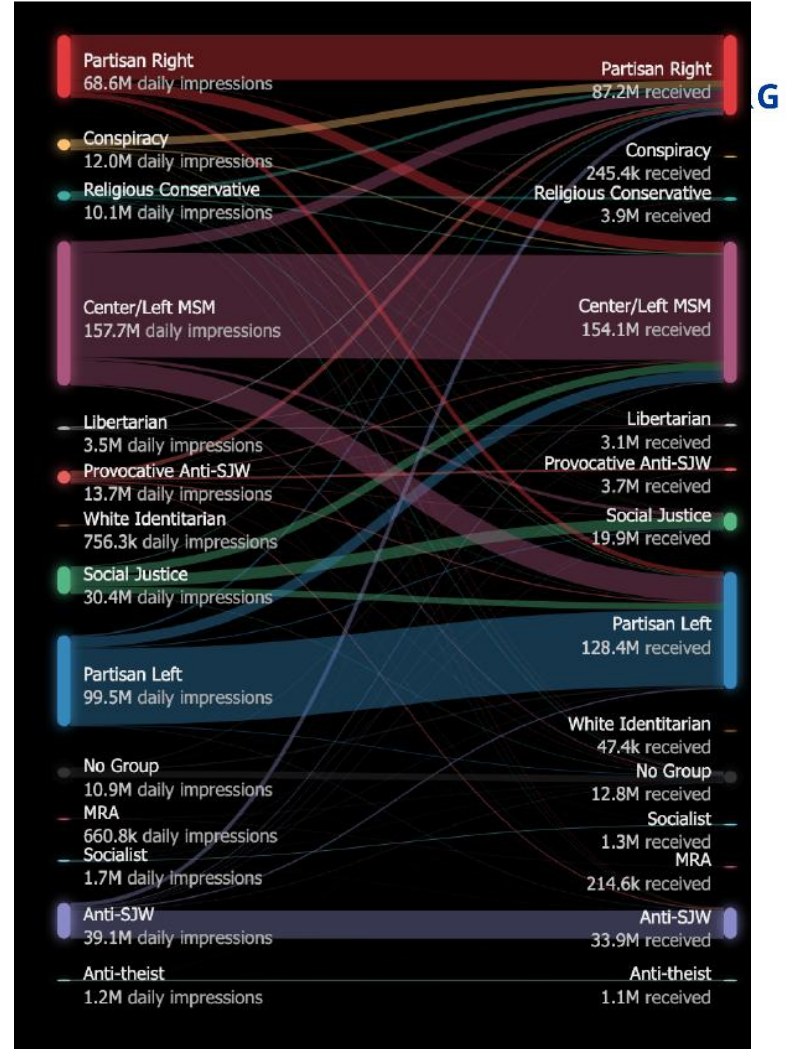 Partisan Right
68.6M daily impressions
Conspiracy
12.0M daily impressions
Religious Conservative
10.1M daily impressions
Center/Left MSM
157.7M daily impressions
Libertarian
3.5M daily impressions
Provocative Anti-SJW
13.7M daily impressions
White Identitarian
756.3k daily impressions
Social Justice
30.4M daily impressions
Partisan Left
99.5M daily impressions
No Group
10.9M daily impressions
MRA
660.8k daily impressions
Socialist
1.7M daily impressions
Anti-SJW
39.1M daily impressions
Anti-theist
1.2M daily impressions
Partisan Right
87.2M received
Conspiracy
245.4k received
Religious Conservative
3.9M received
Center/Left MSM
154.1M received
Libertarian
3.1M received
Provocative Anti-SJW
3.7M received
Social Justice
19.9M received
Partisan Left
128.4M received
White Identitarian
47.4k received
No Group
12.8M received
Socialist
1.3M received
MRA
214.6k received
Anti-SJW
33.9M received
Anti-theist
1.1M received
G